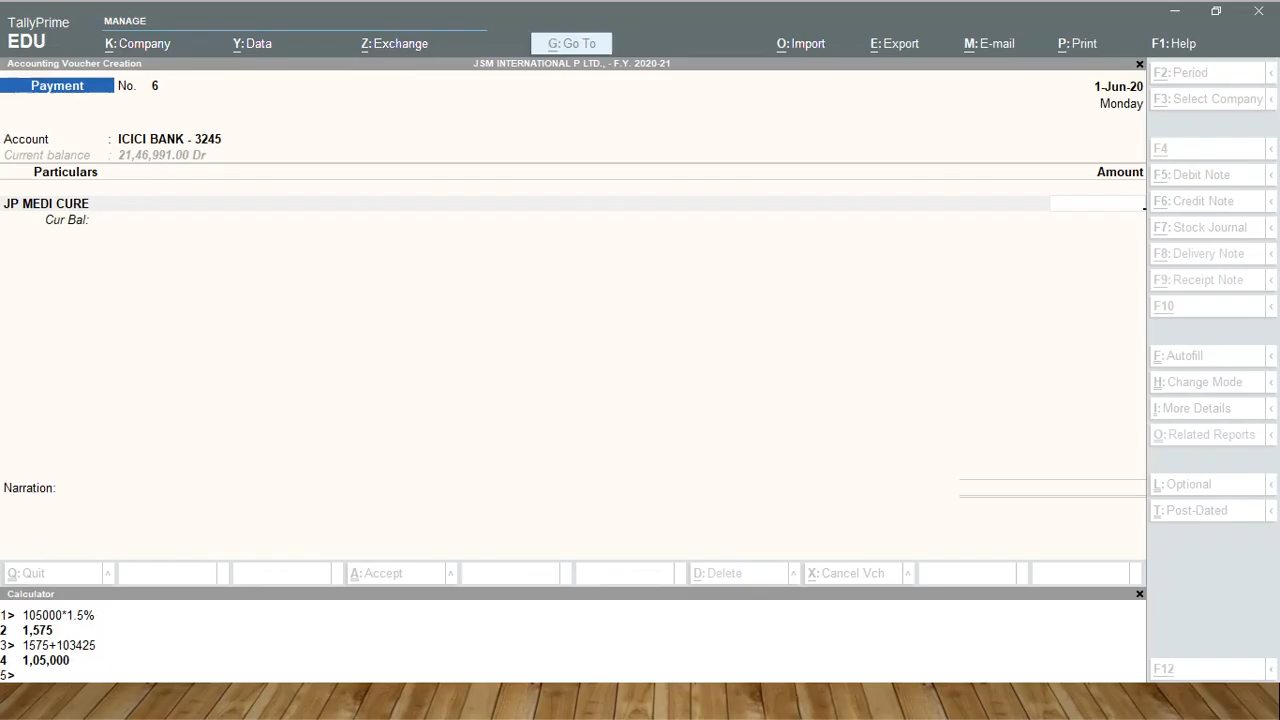 TallyPrime
EDU
MANAGE
K: Company
Y: Data
Z: Exchange
G: Go To
O: Import
E: Export
M: E-mail
P: Print
F1: Help
Accounting Voucher Creation
JSM INTERNATIONAL P LTD., - F.Y. 2020-21
Payment No. 6
1-Jun-20
Monday
Account : ICICI BANK - 3245
Current balance : 21,46,991.00 Dr
Particulars
Amount
JP MEDI CURE
Cur Bal:
Narration:
Q: Quit
A: Accept
D: Delete
X: Cancel Vch
Calculator
1> 105000*1.5%
2 1,575
3> 1575+103425
4 1,05,000
5>
F2: Period
F3: Select Company
F4
F5: Debit Note
F6: Credit Note
F7: Stock Journal
F8: Delivery Note
F9: Receipt Note
F10
F: Autofill
H: Change Mode
I: More Details
O: Related Reports
L: Optional
T: Post-Dated
F12